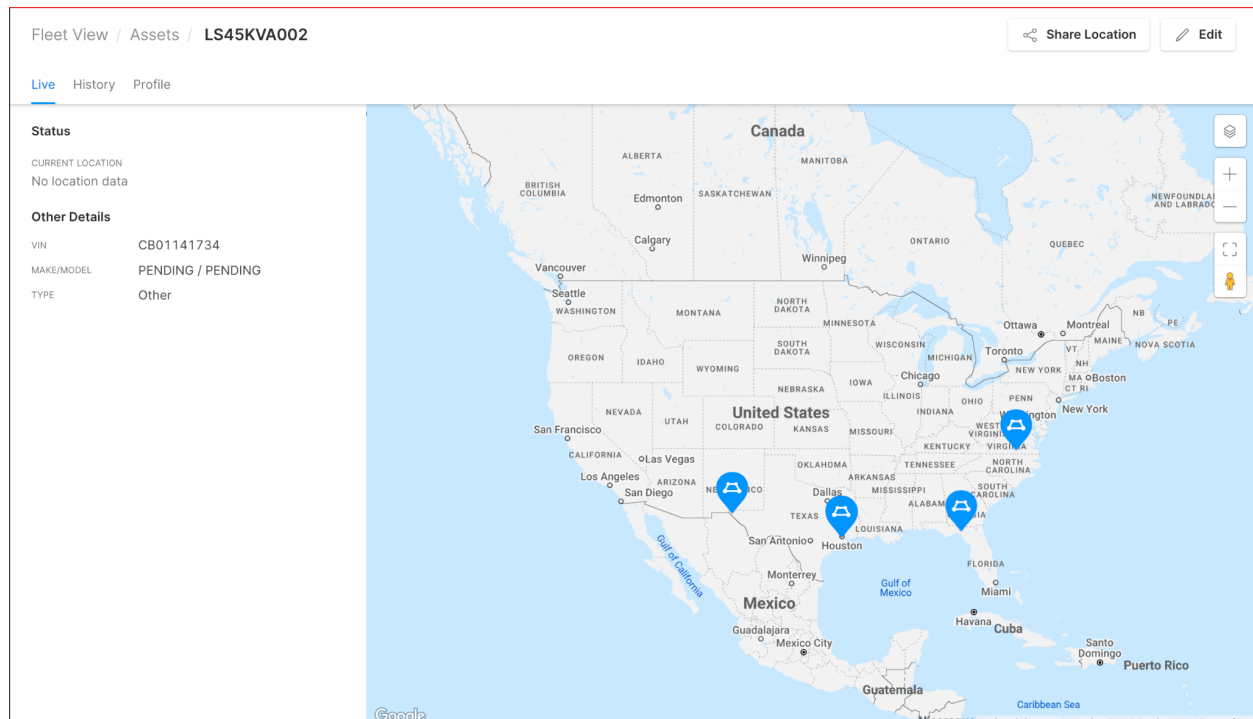 Fleet View / Assets / LS45KVA002
Share Location
Edit
Live History Profile
Status
CURRENT LOCATION
No location data
Other Details
VIN CB01141734
MAKE/MODEL PENDING / PENDING
TYPE Other
Canada
ALBERTA
MANITOBA
BRITISH
COLUMBIA
Edmonton
SASKATCHEWAN
NEWFOUNDLA
AND LABRADO
Calgary
ONTARIO
QUEBEC
Winnipeg
Vancouver
Seattle
WASHINGTON
MONTANA
NORTH
DAKOTA
MINNESOTA
Ottawa
Montreal
NB
PE
MAINE
NOVA SCOTIA
OREGON
IDAHO
WYOMING
SOUTH
DAKOTA
WISCONSIN
MICHIGAN
Toronto
VT
NH
NEW YORK
MA
Boston
CT RI
Chicago
NEBRASKA
IOWA
ILLINOIS
INDIANA
OHIO
PENN
New York
NEVADA
UTAH
United States
COLORADO
KANSAS
MISSOURI
WEST
VIRGINI
KENTUCKY
VIRGINIA
San Francisco
CALIFORNIA
Las Vegas
Los Angeles
ARIZONA
San Diego
OKLAHOMA
ARKANSAS
TENNESSEE
NORTH
CAROLINA
SOUTH
CAROLINA
MISSISSIPPI
ALABAM
Dallas
TEXAS
LOUISIANA
San Antonio
Houston
FLORIDA
Gulf of California
Monterrey
Gulf of
Mexico
Miami
Mexico
Havana
Cuba
Guadalajara
Mexico City
Santo
Domingo
Puerto Rico
Guatemala
Caribbean Sea
Google